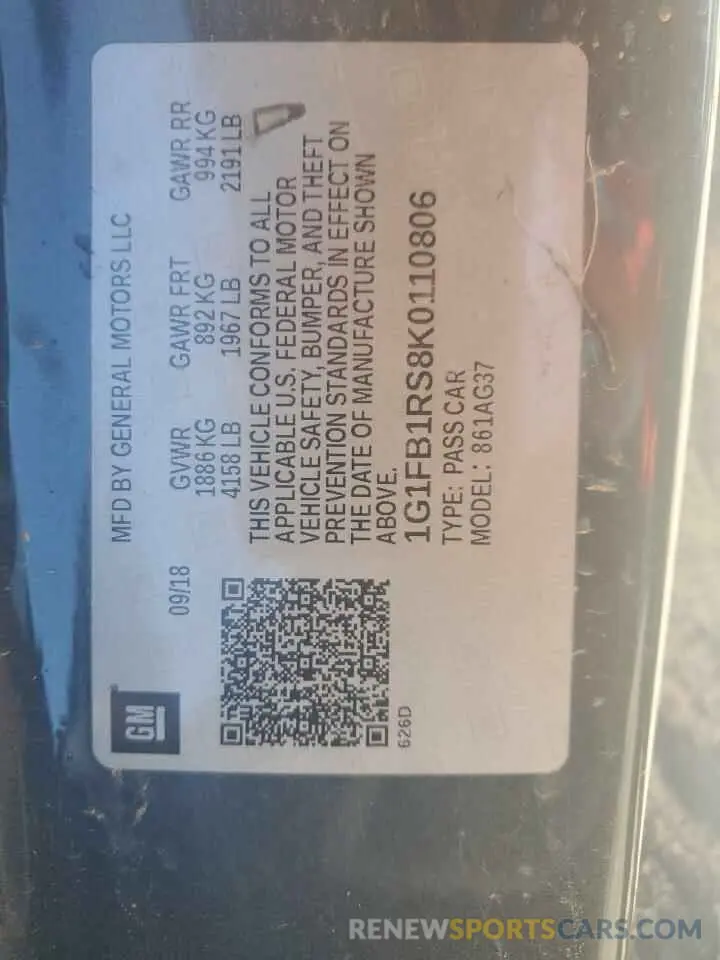 MFD BY GENERAL MOTORS LLC
09/18
GVWR GAWR FRT GAWR RR
1886 KG 892 KG 994 KG
4158 LB 1967 LB 2191 LB
THIS VEHICLE CONFORMS TO ALL
APPLICABLE U.S. FEDERAL MOTOR
VEHICLE SAFETY, BUMPER, AND THEFT
PREVENTION STANDARDS IN EFFECT ON
THE DATE OF MANUFACTURE SHOWN
ABOVE.
1G1FB1RS8K0110806
TYPE: PASS CAR
MODEL: 861AG37
GM
626D
RENEWSPORTSCARS.COM